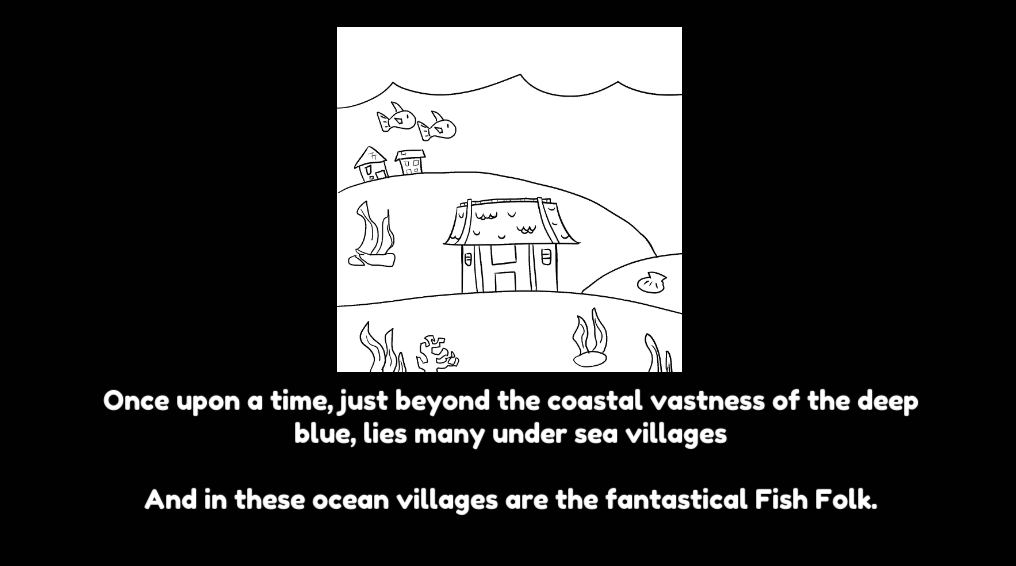 Once upon a time, just beyond the coastal vastness of the deep
blue, lies many under sea villages
And in these ocean villages are the fantastical Fish Folk.